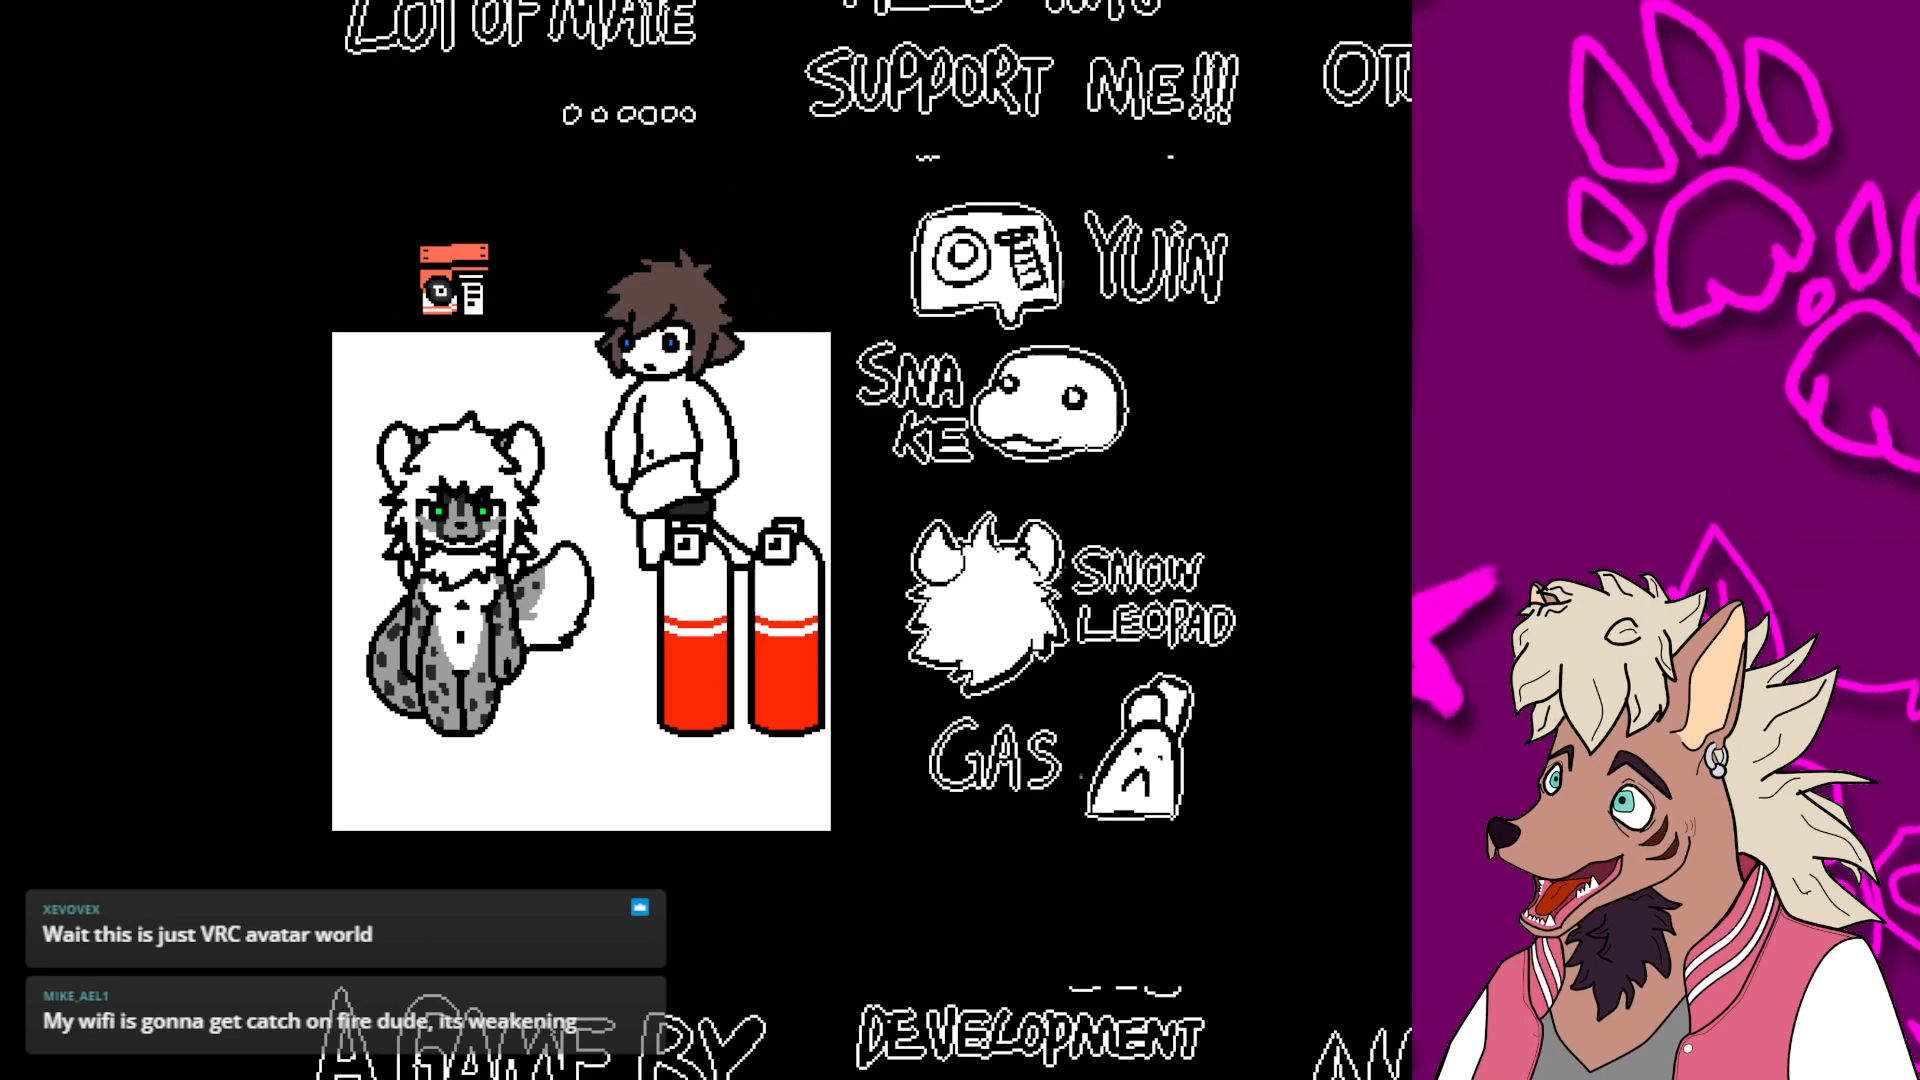 LOT OF MATE
SUPPORT ME!!!
OT
YUIN
SNA
KE
SNOW
LEOPAD
GAS
XEVOVEX
Wait this is just VRC avatar world
MIKE_AEL1
My wifi is gonna get catch on fire dude, its weakening
A GAME BY
DEVELOPMENT